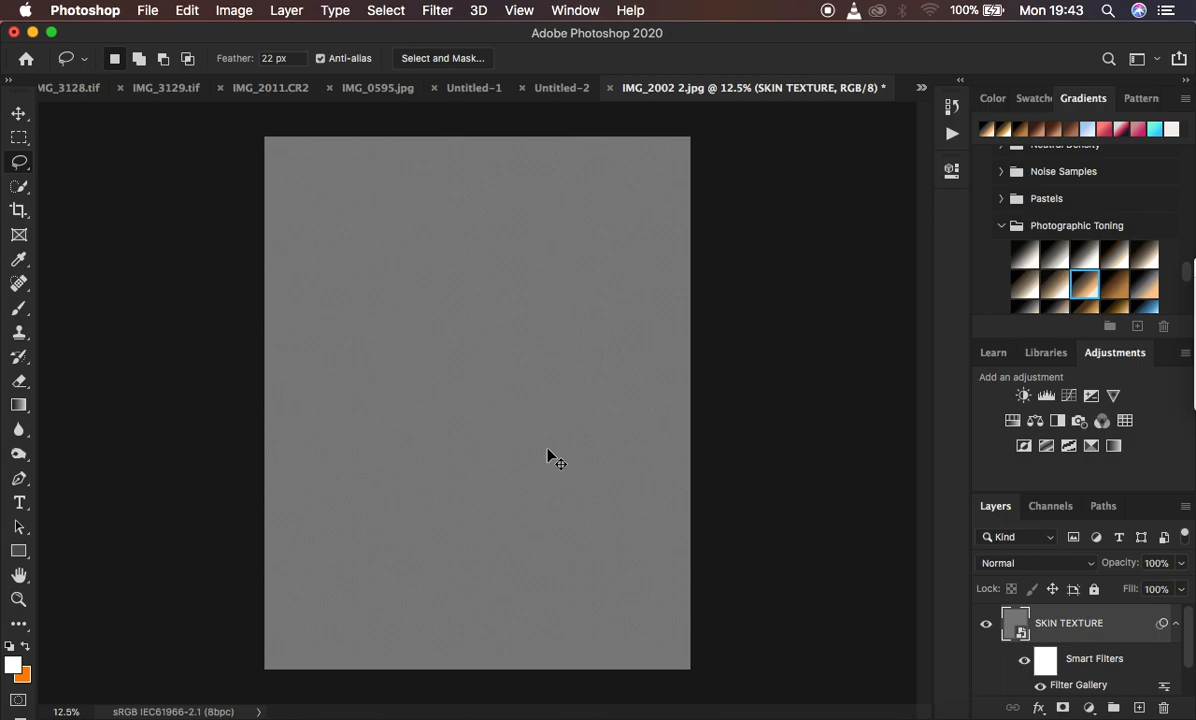 Photoshop File Edit Image Layer Type Select Filter 3D View Window Help 100% Mon 19:43
Adobe Photoshop 2020
Feather: 22 px Anti-alias Select and Mask...
MG_3128.tif × IMG_3129.tif × IMG_2011.CR2 × IMG_0595.jpg × Untitled-1 × Untitled-2 × IMG_2002 2.jpg @ 12.5% (SKIN TEXTURE, RGB/8) *
Color Swatche Gradients Pattern
Neutral Density
Noise Samples
Pastels
Photographic Toning
Learn Libraries Adjustments
Add an adjustment
Layers Channels Paths
Kind
Normal Opacity: 100%
Lock: Fill: 100%
SKIN TEXTURE
Smart Filters
Filter Gallery
12.5% sRGB IEC61966-2.1 (8bpc)